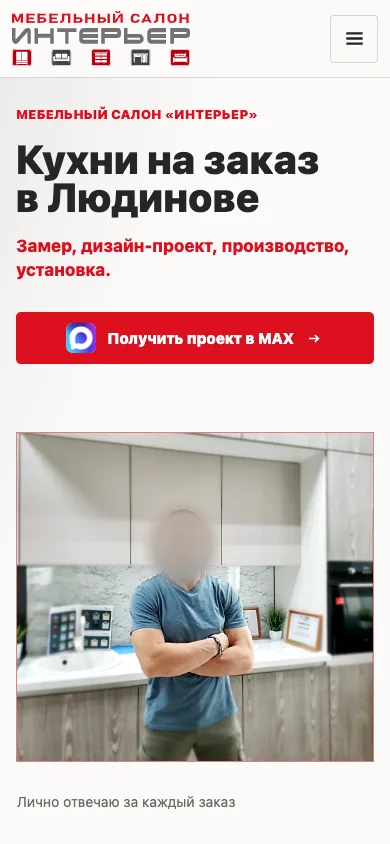 МЕБЕЛЬНЫЙ САЛОН
ИНТЕРЬЕР
МЕБЕЛЬНЫЙ САЛОН «ИНТЕРЬЕР»
Кухни на заказ
в Людинове
Замер, дизайн-проект, производство,
установка.
Получить проект в MAX →
Лично отвечаю за каждый заказ